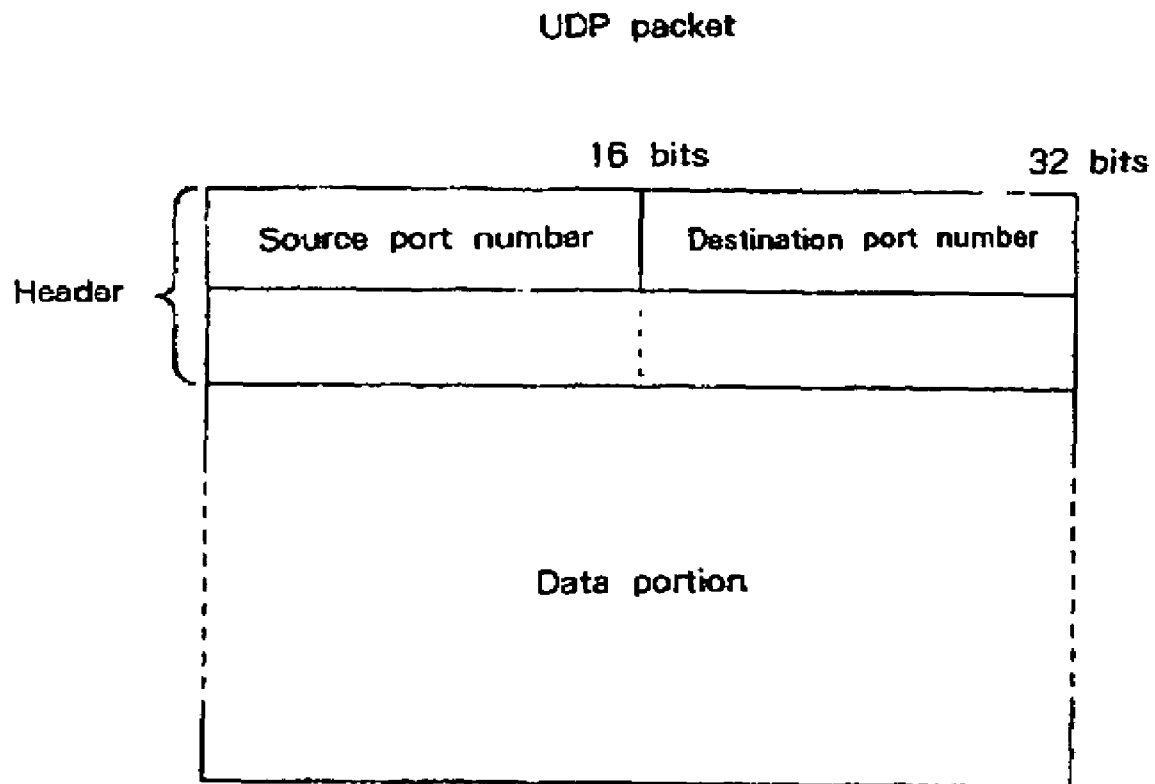 UDP packet
16 bits
32 bits
Source port number
Destination port number
Header
Data portion